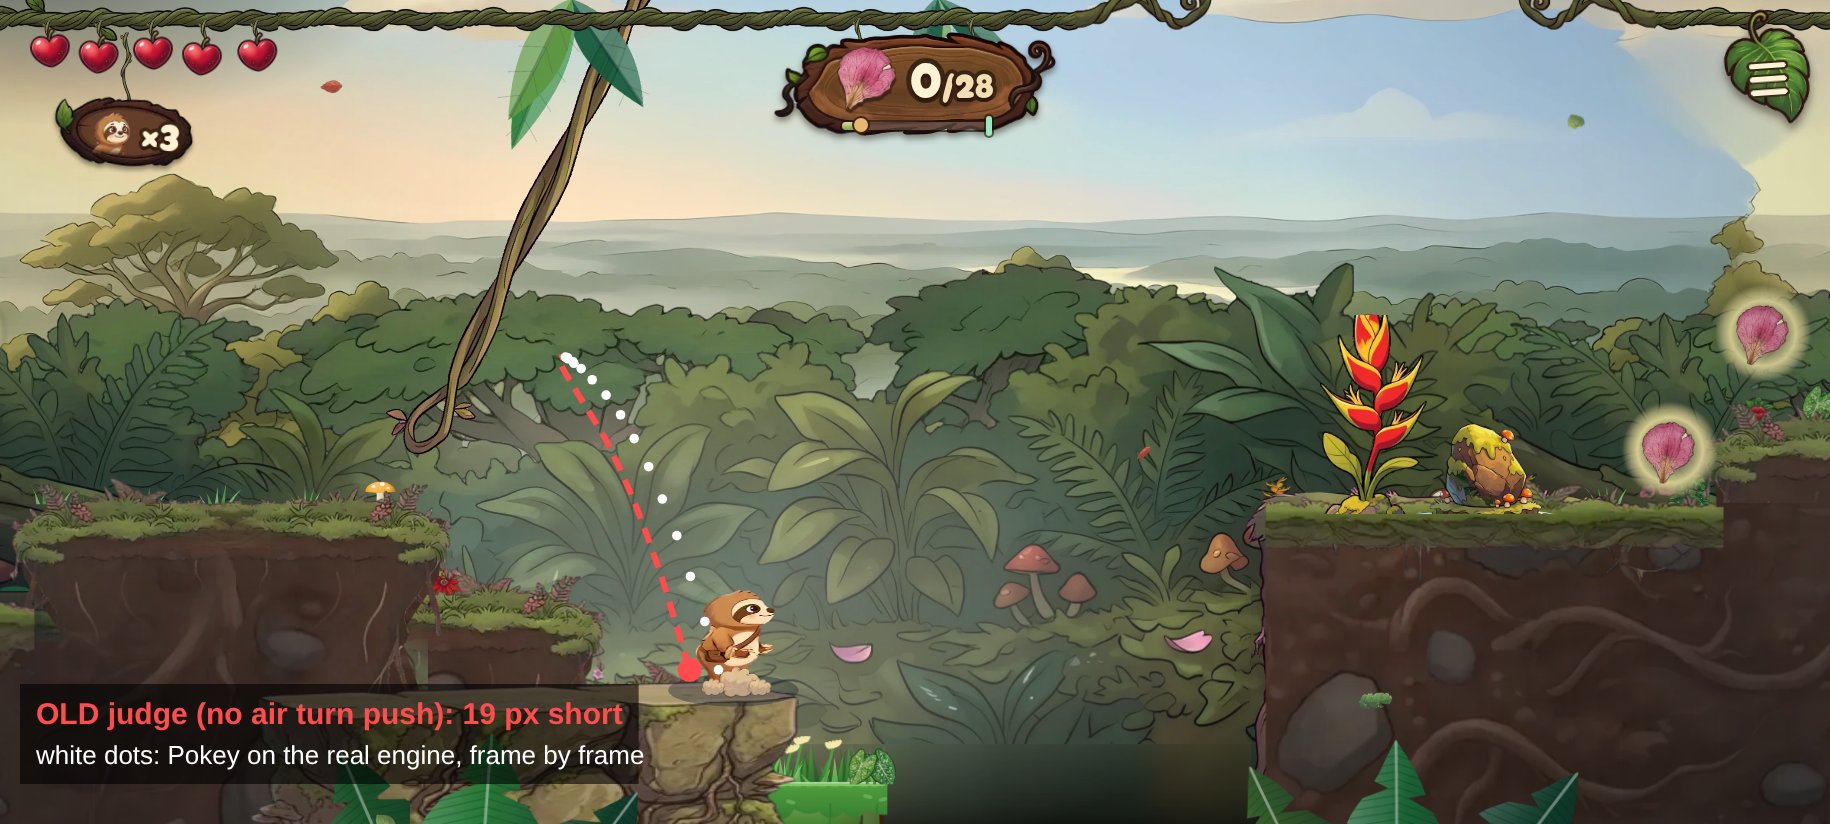 0/28
×3
OLD judge (no air turn push): 19 px short
white dots: Pokey on the real engine, frame by frame